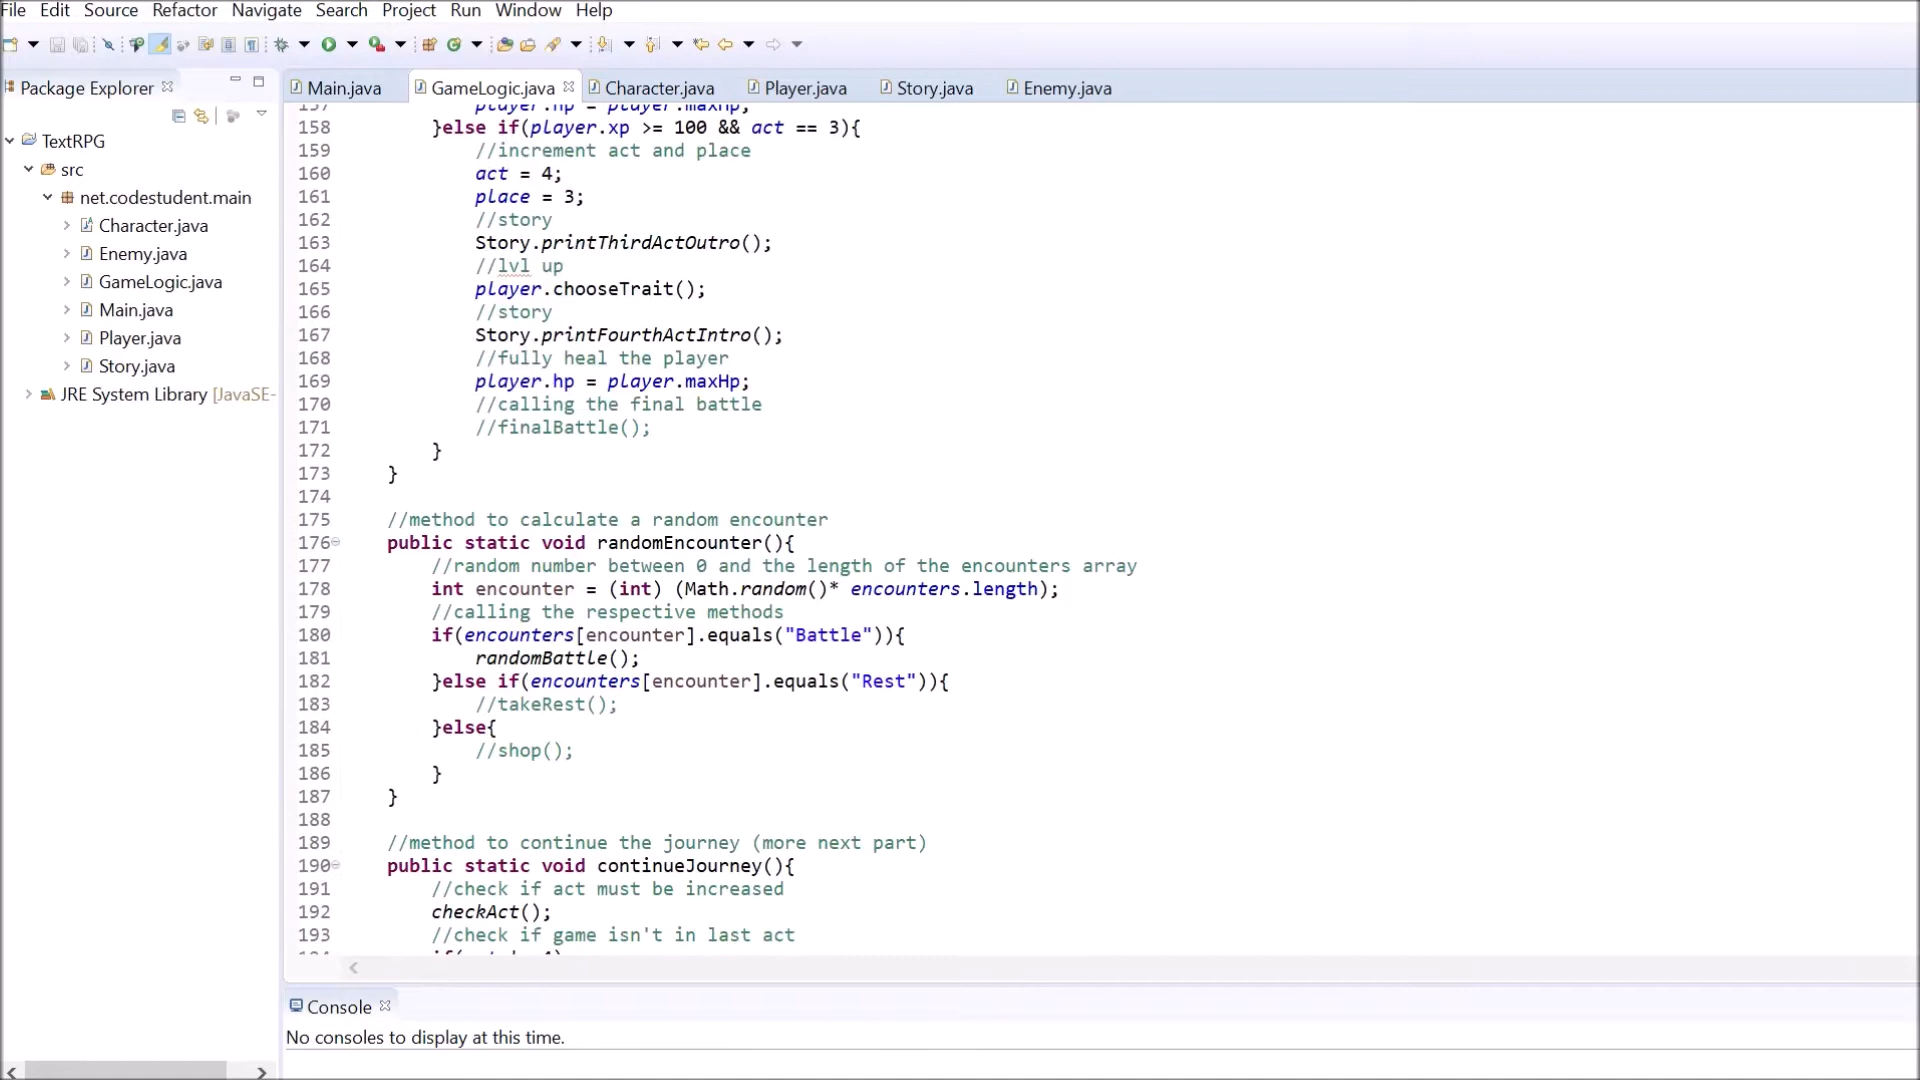 File Edit Source Refactor Navigate Search Project Run Window Help
Package Explorer
TextRPG
src
net.codestudent.main
Character.java
Enemy.java
GameLogic.java
Main.java
Player.java
Story.java
JRE System Library [JavaSE-
Main.java GameLogic.java Character.java Player.java Story.java Enemy.java
157 player.hp = player.maxHp;
158 }else if(player.xp >= 100 && act == 3){
159 //increment act and place
160 act = 4;
161 place = 3;
162 //story
163 Story.printThirdActOutro();
164 //lvl up
165 player.chooseTrait();
166 //story
167 Story.printFourthActIntro();
168 //fully heal the player
169 player.hp = player.maxHp;
170 //calling the final battle
171 //finalBattle();
172 }
173 }
174
175 //method to calculate a random encounter
176 public static void randomEncounter(){
177 //random number between 0 and the length of the encounters array
178 int encounter = (int) (Math.random()* encounters.length);
179 //calling the respective methods
180 if(encounters[encounter].equals("Battle")){
181 randomBattle();
182 }else if(encounters[encounter].equals("Rest")){
183 //takeRest();
184 }else{
185 //shop();
186 }
187 }
188
189 //method to continue the journey (more next part)
190 public static void continueJourney(){
191 //check if act must be increased
192 checkAct();
193 //check if game isn't in last act
Console
No consoles to display at this time.